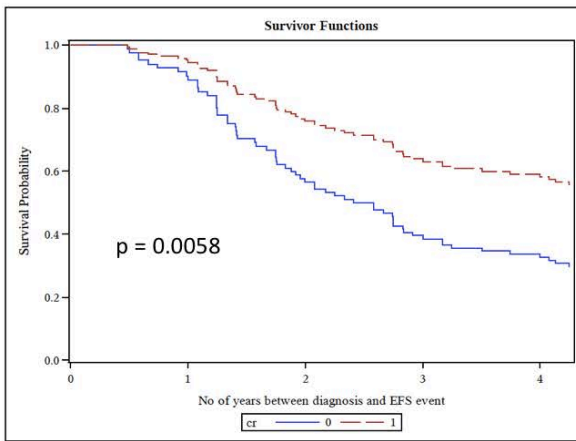 Survivor Functions
1.0
0.8
0.6
0.4
0.2
0.0
Survival Probability
p = 0.0058
0 1 2 3 4
No of years between diagnosis and EFS event
cr 0 1